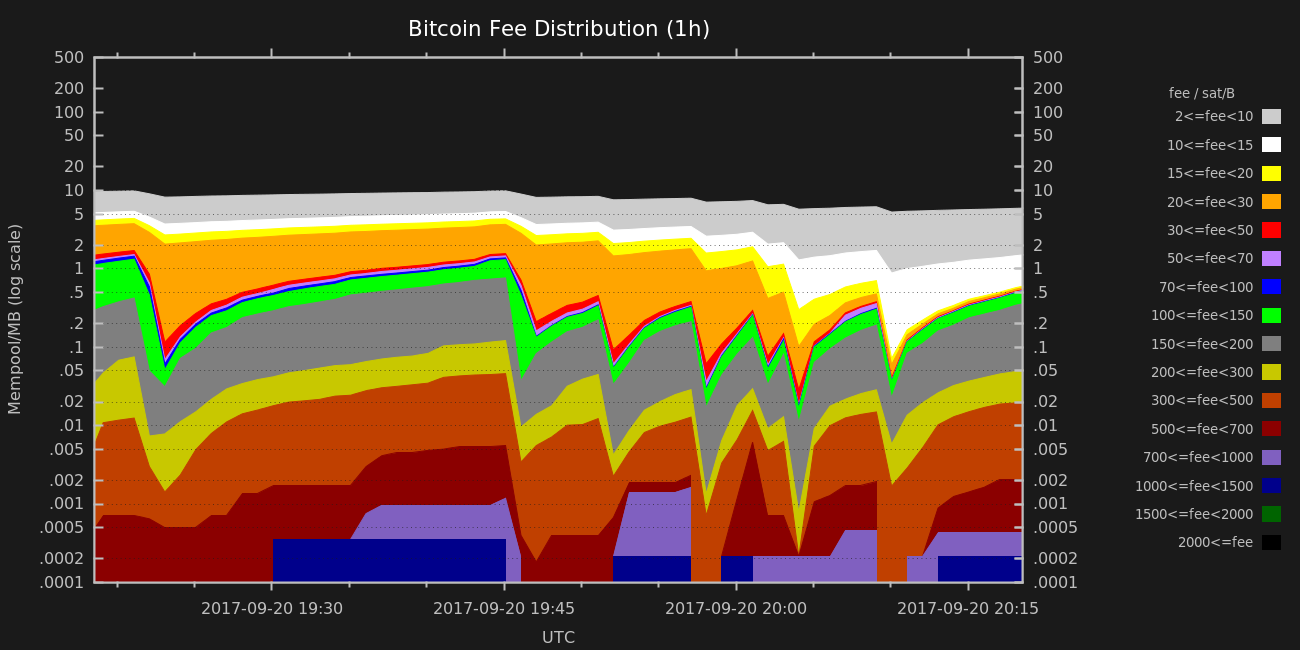 Bitcoin Fee Distribution (1h)
500 500
200 200
100 100
50 50
20 20
10 10
5 5
2 2
1 1
.5 .5
.2 .2
.1 .1
.05 .05
.02 .02
.01 .01
.005 .005
.002 .002
.001 .001
.0005 .0005
.0002 .0002
.0001 .0001
Mempool/MB (log scale)
2017-09-20 19:30 2017-09-20 19:45 2017-09-20 20:00 2017-09-20 20:15
UTC
fee / sat/B
2<=fee<10
10<=fee<15
15<=fee<20
20<=fee<30
30<=fee<50
50<=fee<70
70<=fee<100
100<=fee<150
150<=fee<200
200<=fee<300
300<=fee<500
500<=fee<700
700<=fee<1000
1000<=fee<1500
1500<=fee<2000
2000<=fee